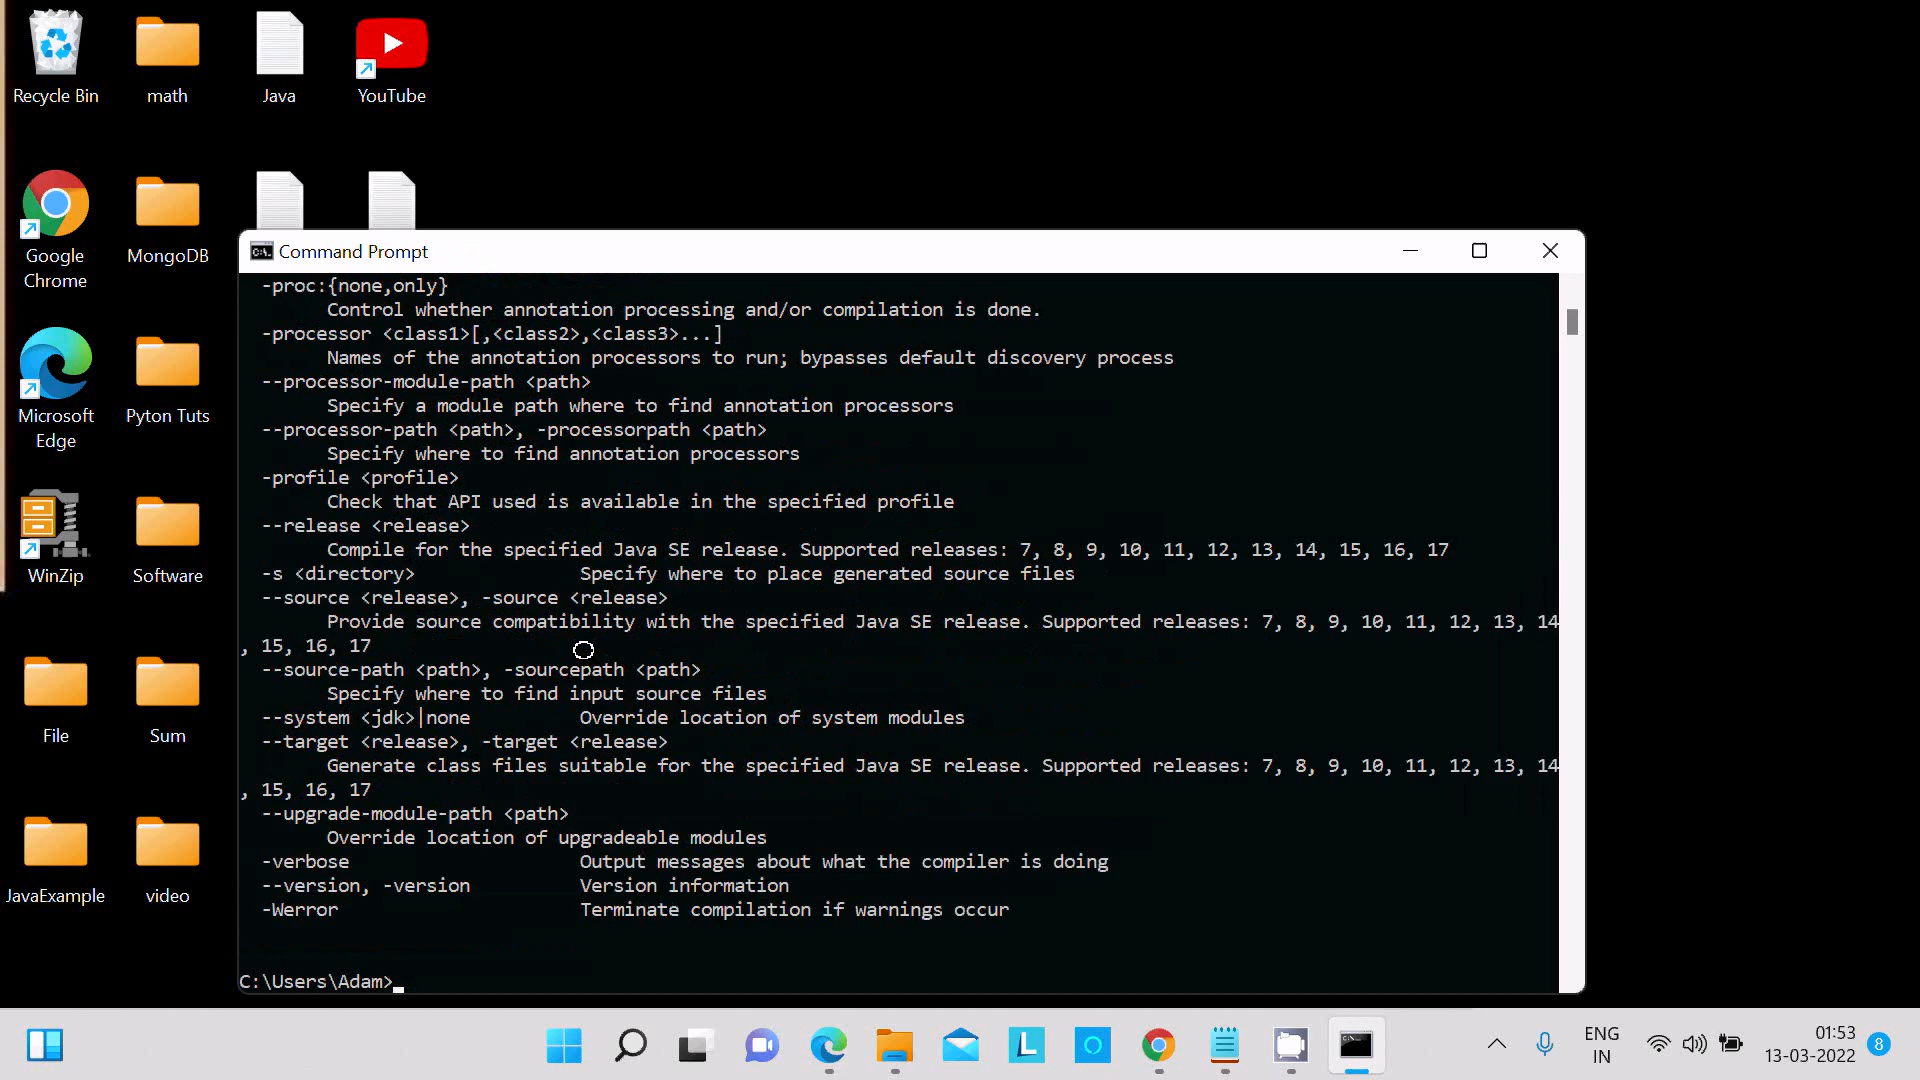 Recycle Bin
math
Java
YouTube
Google
Chrome
MongoDB
Microsoft
Edge
Pyton Tuts
WinZip
Software
File
Sum
JavaExample
video
Command Prompt
-proc:{none,only}
Control whether annotation processing and/or compilation is done.
-processor <class1>[,<class2>,<class3>...]
Names of the annotation processors to run; bypasses default discovery process
--processor-module-path <path>
Specify a module path where to find annotation processors
--processor-path <path>, -processorpath <path>
Specify where to find annotation processors
-profile <profile>
Check that API used is available in the specified profile
--release <release>
Compile for the specified Java SE release. Supported releases: 7, 8, 9, 10, 11, 12, 13, 14, 15, 16, 17
-s <directory> Specify where to place generated source files
--source <release>, -source <release>
Provide source compatibility with the specified Java SE release. Supported releases: 7, 8, 9, 10, 11, 12, 13, 14
, 15, 16, 17
--source-path <path>, -sourcepath <path>
Specify where to find input source files
--system <jdk>|none Override location of system modules
--target <release>, -target <release>
Generate class files suitable for the specified Java SE release. Supported releases: 7, 8, 9, 10, 11, 12, 13, 14
, 15, 16, 17
--upgrade-module-path <path>
Override location of upgradeable modules
-verbose Output messages about what the compiler is doing
--version, -version Version information
-Werror Terminate compilation if warnings occur
C:\Users\Adam>
L
ENG
IN
01:53
13-03-2022
8